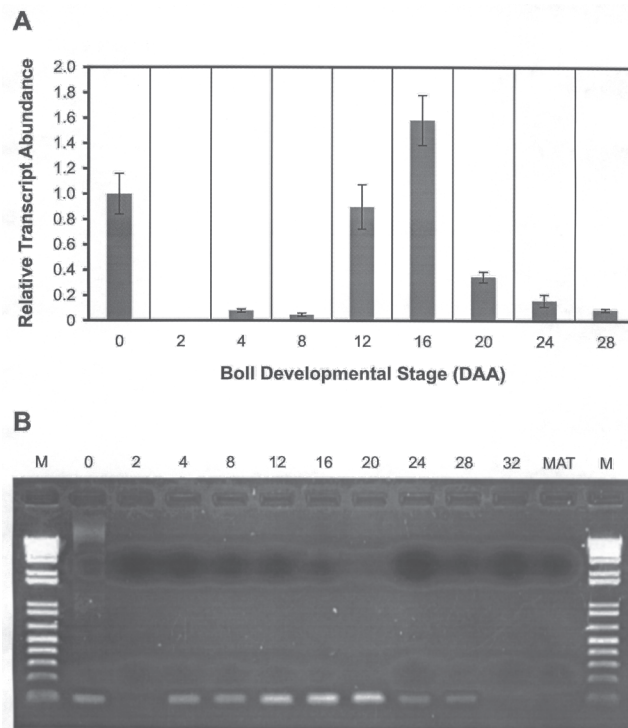 A
Relative Transcript Abundance
2.0
1.8
1.6
1.4
1.2
1.0
0.8
0.6
0.4
0.2
0
0 2 4 8 12 16 20 24 28
Boll Developmental Stage (DAA)
B
M 0 2 4 8 12 16 20 24 28 32 MAT M